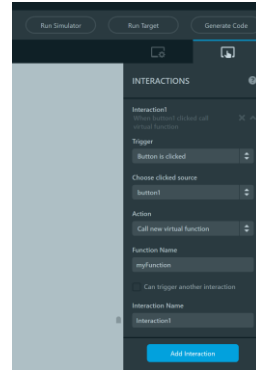 Run Simulator
Run Target
Generate Code
INTERACTIONS
Interaction1
When button1 clicked call
virtual function
Trigger
Button is clicked
Choose clicked source
button1
Action
Call new virtual function
Function Name
myFunction
Can trigger another interaction
Interaction Name
Interaction1
Add Interaction